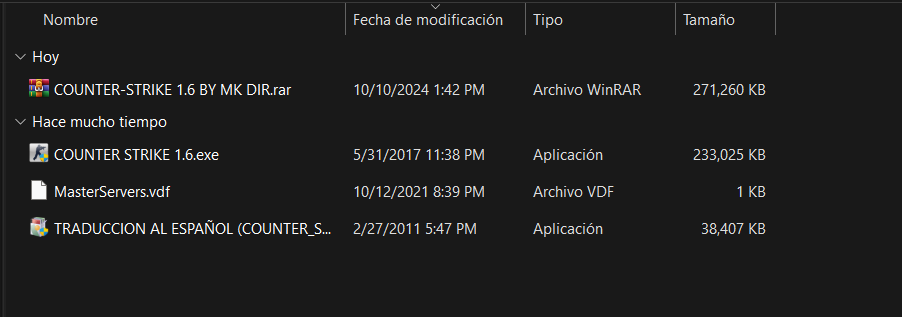 Nombre Fecha de modificación Tipo Tamaño
Hoy
COUNTER-STRIKE 1.6 BY MK DIR.rar 10/10/2024 1:42 PM Archivo WinRAR 271,260 KB
Hace mucho tiempo
COUNTER STRIKE 1.6.exe 5/31/2017 11:38 PM Aplicación 233,025 KB
MasterServers.vdf 10/12/2021 8:39 PM Archivo VDF 1 KB
TRADUCCION AL ESPAÑOL (COUNTER_S... 2/27/2011 5:47 PM Aplicación 38,407 KB